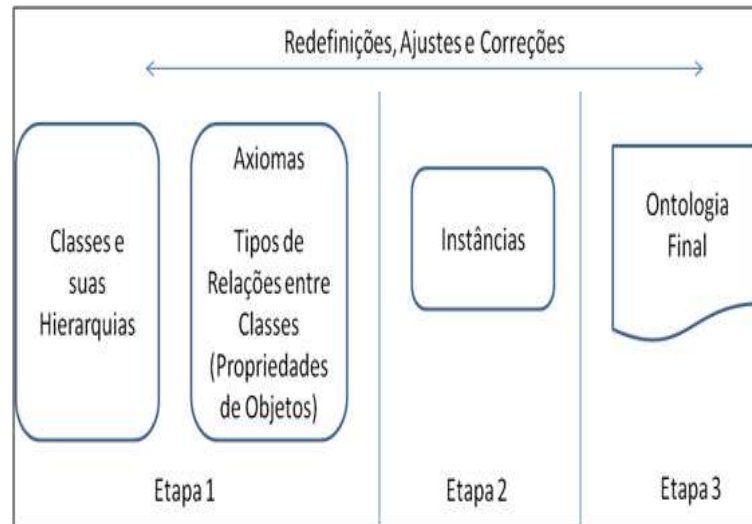 Redefinições, Ajustes e Correções
Classes e
suas
Hierarquias
Axiomas
Tipos de
Relações entre
Classes
(Propriedades
de Objetos)
Instâncias
Ontologia
Final
Etapa 1
Etapa 2
Etapa 3